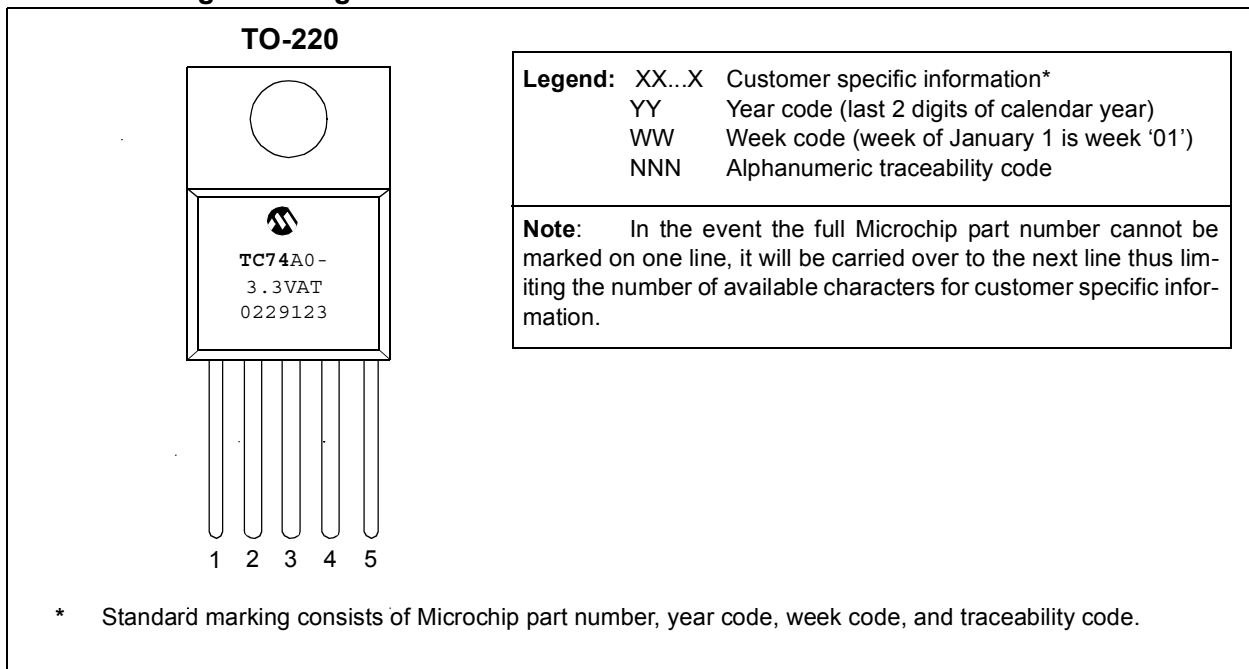 TO-220
TC74A0-
3.3VAT
0229123
1 2 3 4 5
Legend: XX...X Customer specific information*
YY Year code (last 2 digits of calendar year)
WW Week code (week of January 1 is week ‘01’)
NNN Alphanumeric traceability code
Note: In the event the full Microchip part number cannot be
marked on one line, it will be carried over to the next line thus lim-
iting the number of available characters for customer specific infor-
mation.
* Standard marking consists of Microchip part number, year code, week code, and traceability code.